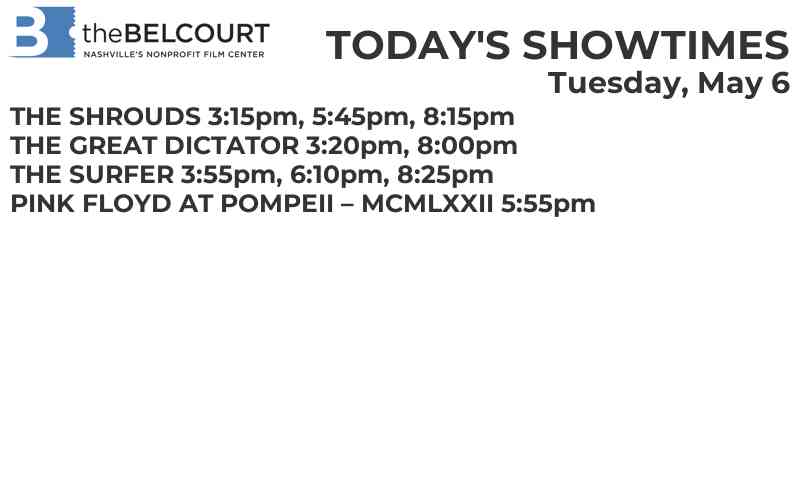 B theBELCOURT
NASHVILLE'S NONPROFIT FILM CENTER
TODAY'S SHOWTIMES
Tuesday, May 6
THE SHROUDS 3:15pm, 5:45pm, 8:15pm
THE GREAT DICTATOR 3:20pm, 8:00pm
THE SURFER 3:55pm, 6:10pm, 8:25pm
PINK FLOYD AT POMPEII – MCMLXXII 5:55pm